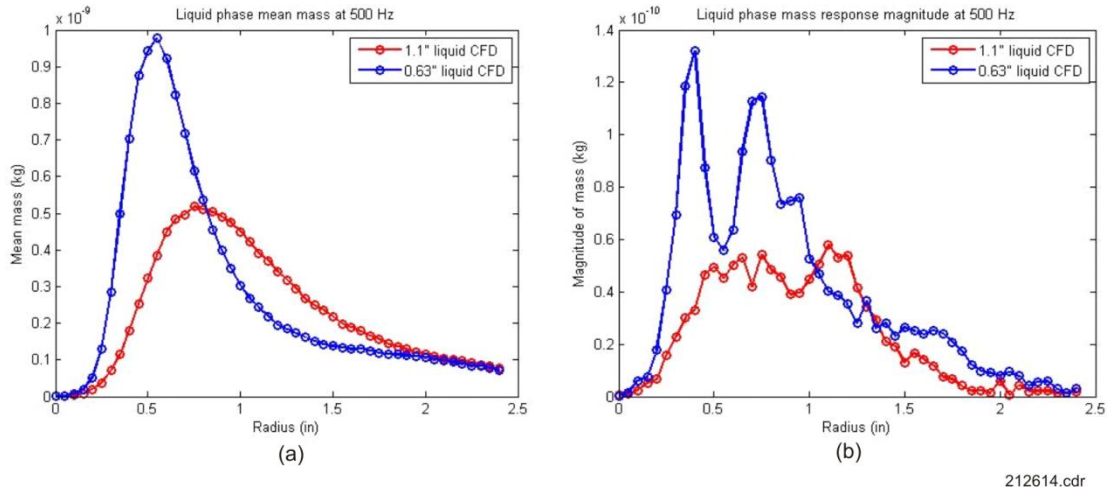 Liquid phase mean mass at 500 Hz
x 10⁻⁹
1
0.9
0.8
0.7
0.6
0.5
0.4
0.3
0.2
0.1
0
Mean mass (kg)
1.1" liquid CFD
0.63" liquid CFD
0 0.5 1 1.5 2 2.5
Radius (in)
(a)
Liquid phase mass response magnitude at 500 Hz
x 10⁻¹⁰
1.4
1.2
1
0.8
0.6
0.4
0.2
0
Magnitude of mass (kg)
1.1" liquid CFD
0.63" liquid CFD
0 0.5 1 1.5 2 2.5
Radius (in)
(b)
212614.cdr